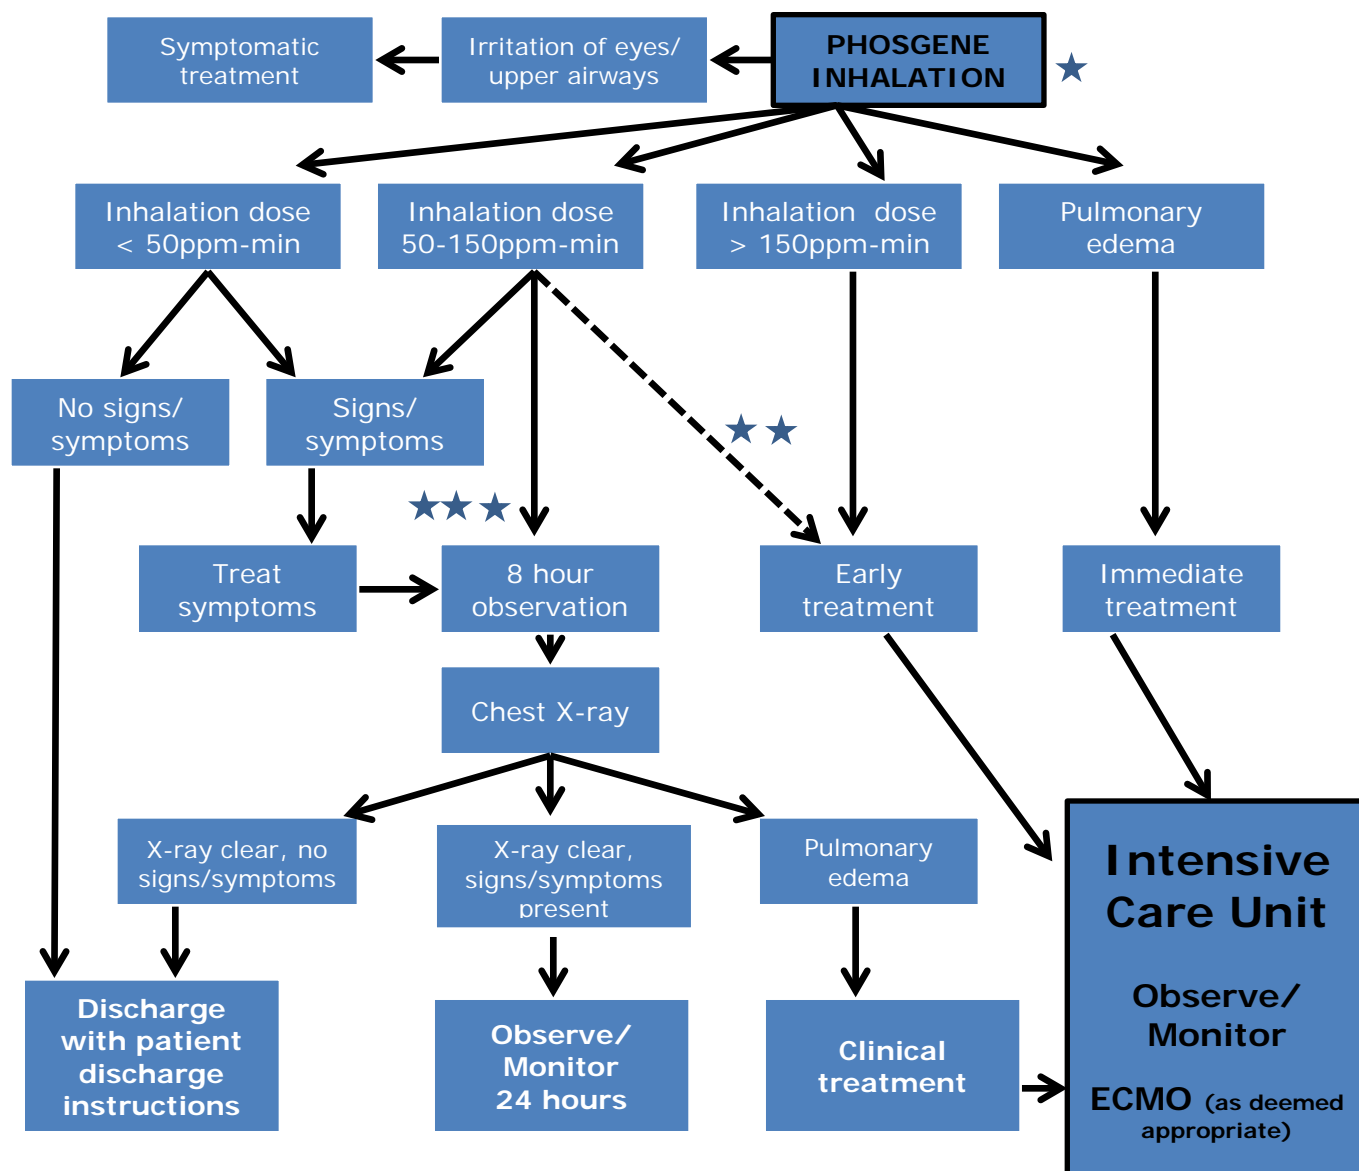 Symptomatic
treatment
Irritation of eyes/
upper airways
PHOSGENE
INHALATION
Inhalation dose
< 50ppm-min
Inhalation dose
50-150ppm-min
Inhalation dose
> 150ppm-min
Pulmonary
edema
No signs/
symptoms
Signs/
symptoms
Treat
symptoms
8 hour
observation
Early
treatment
Immediate
treatment
Chest X-ray
X-ray clear, no
signs/symptoms
X-ray clear,
signs/symptoms
present
Pulmonary
edema
Discharge
with patient
discharge
instructions
Observe/
Monitor
24 hours
Clinical
treatment
Intensive
Care Unit
Observe/
Monitor
ECMO (as deemed
appropriate)